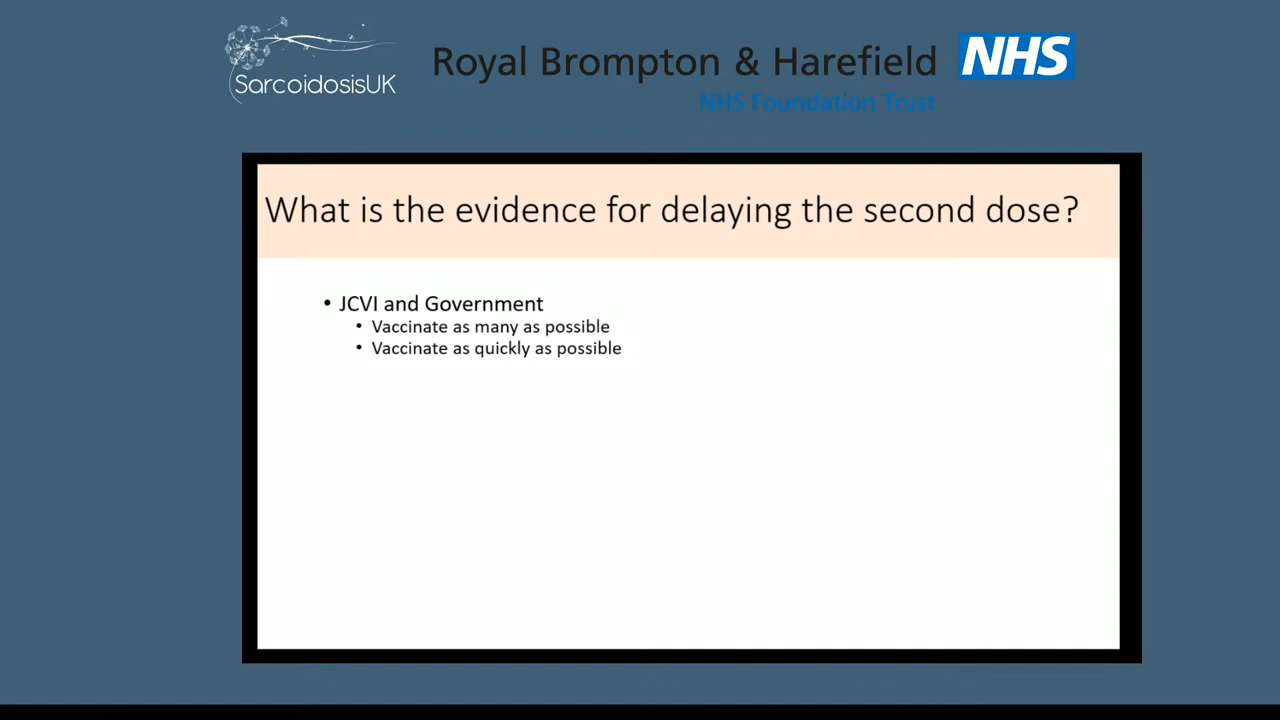 SarcoidosisUK
Royal Brompton & Harefield NHS
NHS Foundation Trust
What is the evidence for delaying the second dose?
• JCVI and Government
• Vaccinate as many as possible
• Vaccinate as quickly as possible